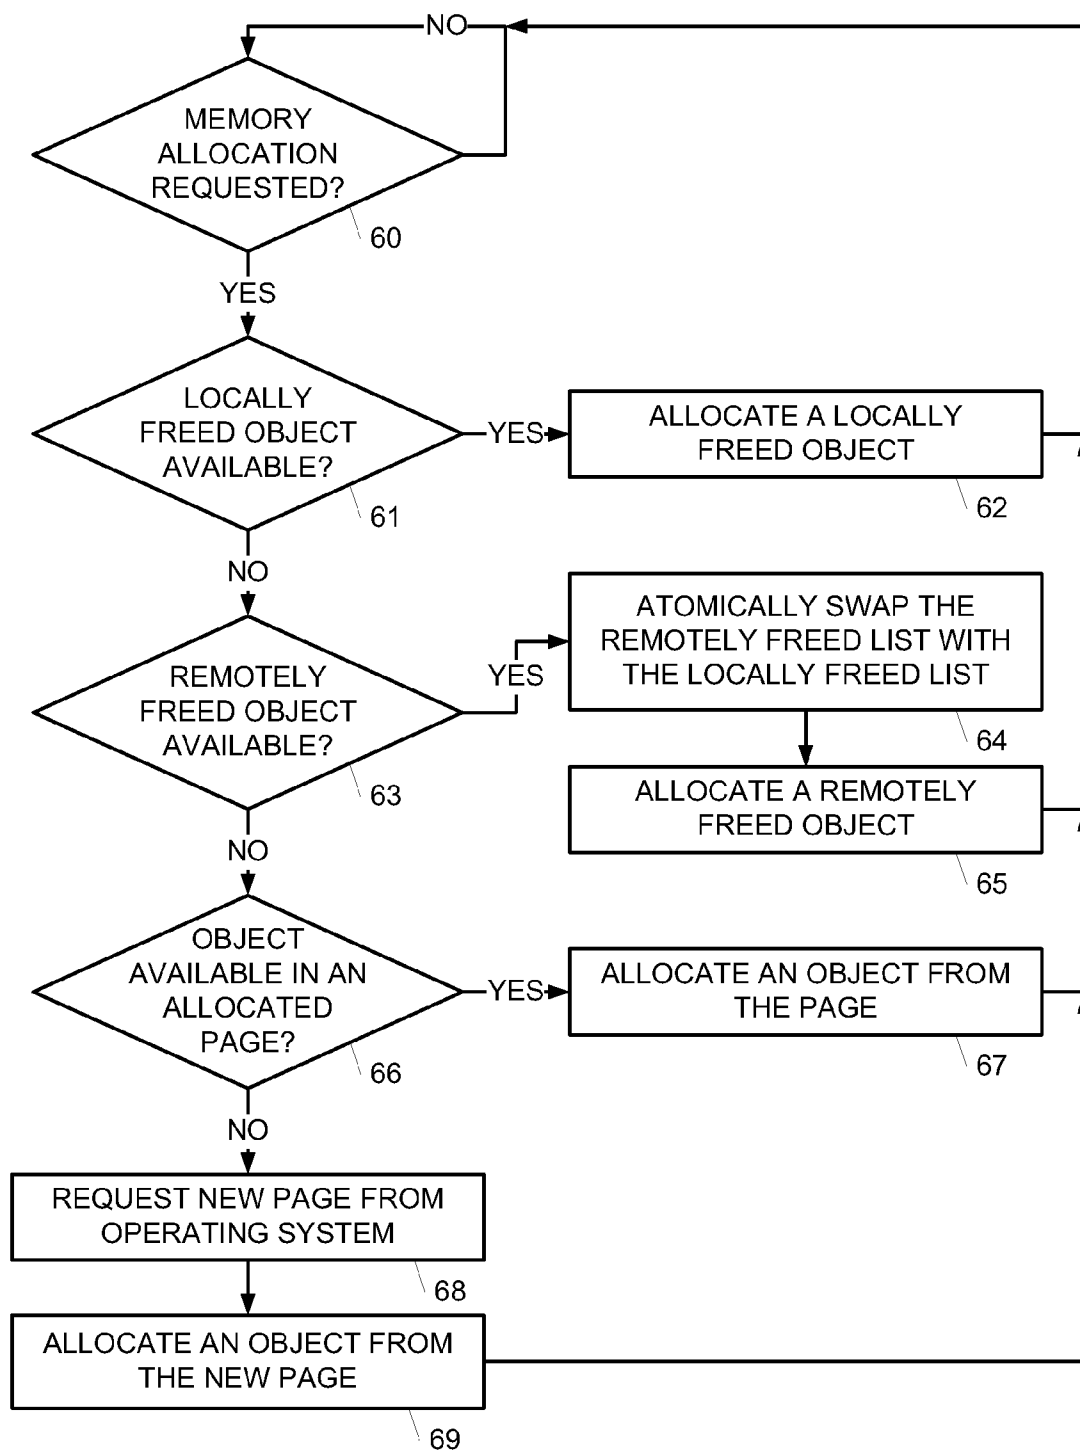 NO
MEMORY
ALLOCATION
REQUESTED?
60
YES
LOCALLY
FREED OBJECT
AVAILABLE?
61
YES
ALLOCATE A LOCALLY
FREED OBJECT
62
NO
REMOTELY
FREED OBJECT
AVAILABLE?
63
YES
ATOMICALLY SWAP THE
REMOTELY FREED LIST WITH
THE LOCALLY FREED LIST
64
ALLOCATE A REMOTELY
FREED OBJECT
65
NO
OBJECT
AVAILABLE IN AN
ALLOCATED
PAGE?
66
YES
ALLOCATE AN OBJECT FROM
THE PAGE
67
NO
REQUEST NEW PAGE FROM
OPERATING SYSTEM
68
ALLOCATE AN OBJECT FROM
THE NEW PAGE
69